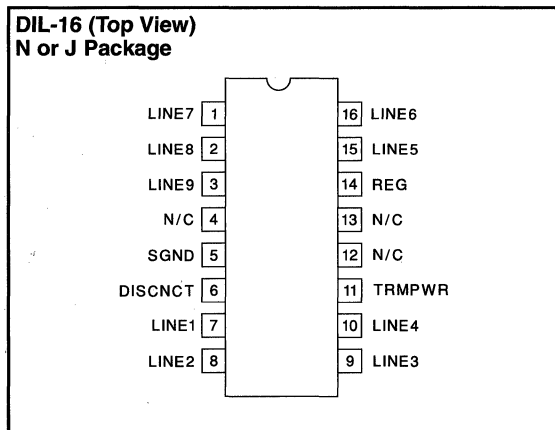 DIL-16 (Top View)
N or J Package
LINE7 1 16 LINE6
LINE8 2 15 LINE5
LINE9 3 14 REG
N/C 4 13 N/C
SGND 5 12 N/C
DISCNCT 6 11 TRMPWR
LINE1 7 10 LINE4
LINE2 8 9 LINE3